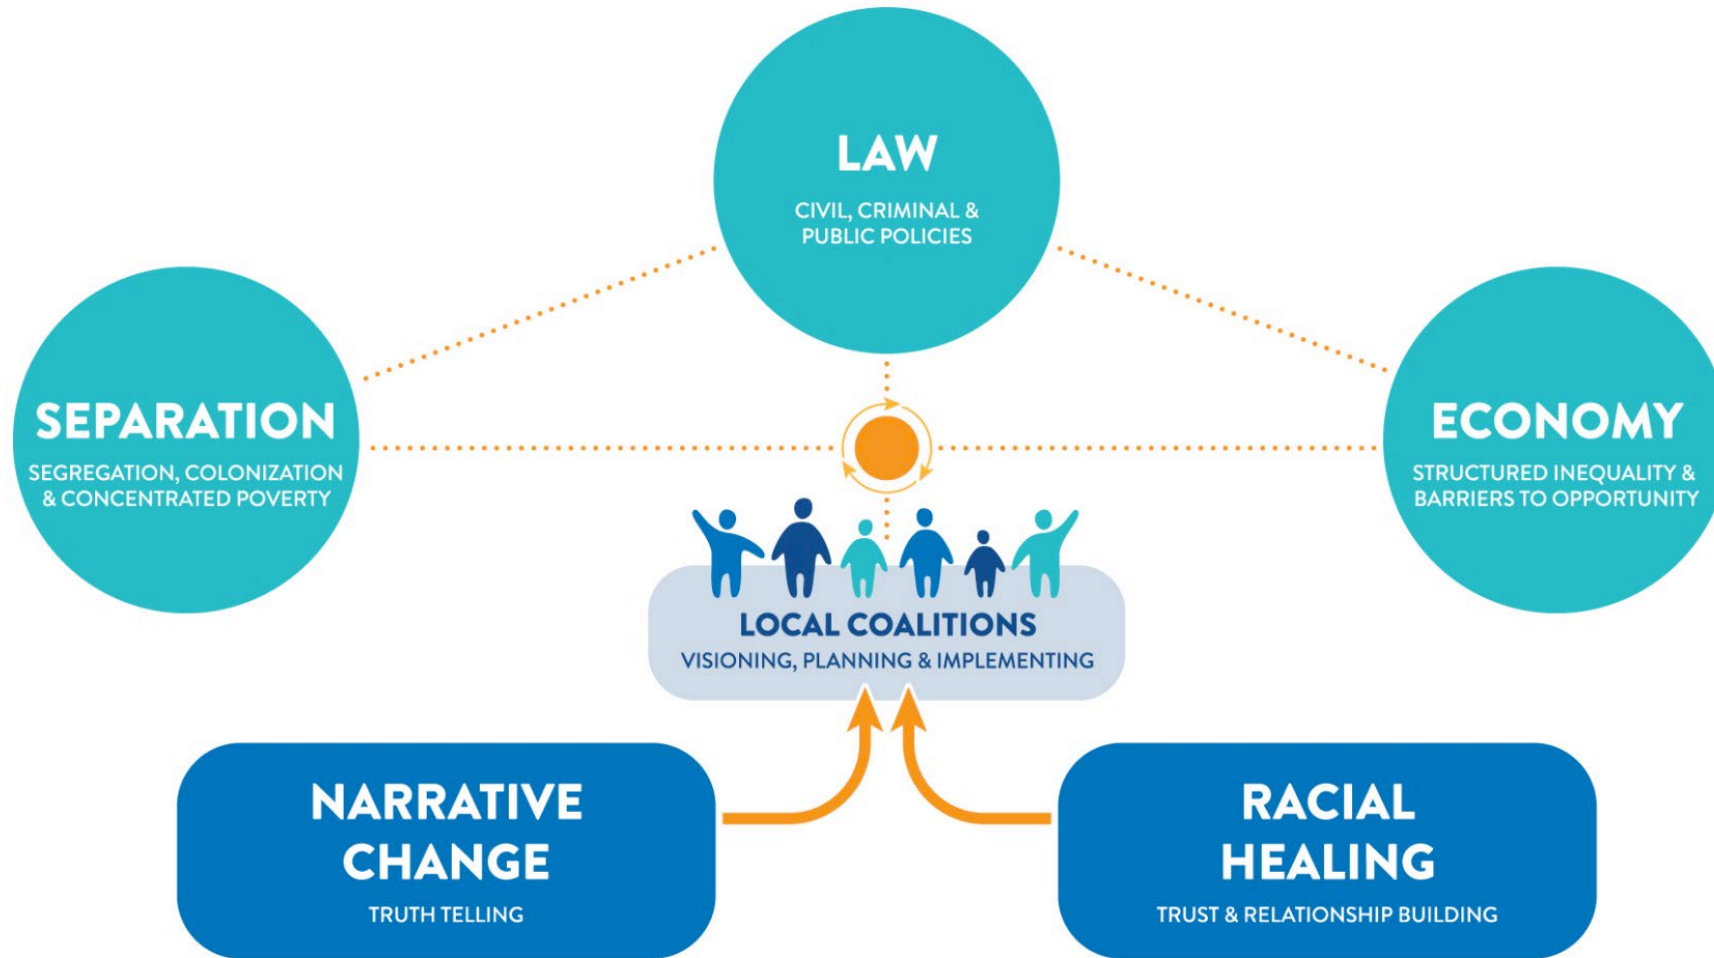 LAW
CIVIL, CRIMINAL &
PUBLIC POLICIES
SEPARATION
SEGREGATION, COLONIZATION
& CONCENTRATED POVERTY
ECONOMY
STRUCTURED INEQUALITY &
BARRIERS TO OPPORTUNITY
LOCAL COALITIONS
VISIONING, PLANNING & IMPLEMENTING
NARRATIVE
CHANGE
TRUTH TELLING
RACIAL
HEALING
TRUST & RELATIONSHIP BUILDING